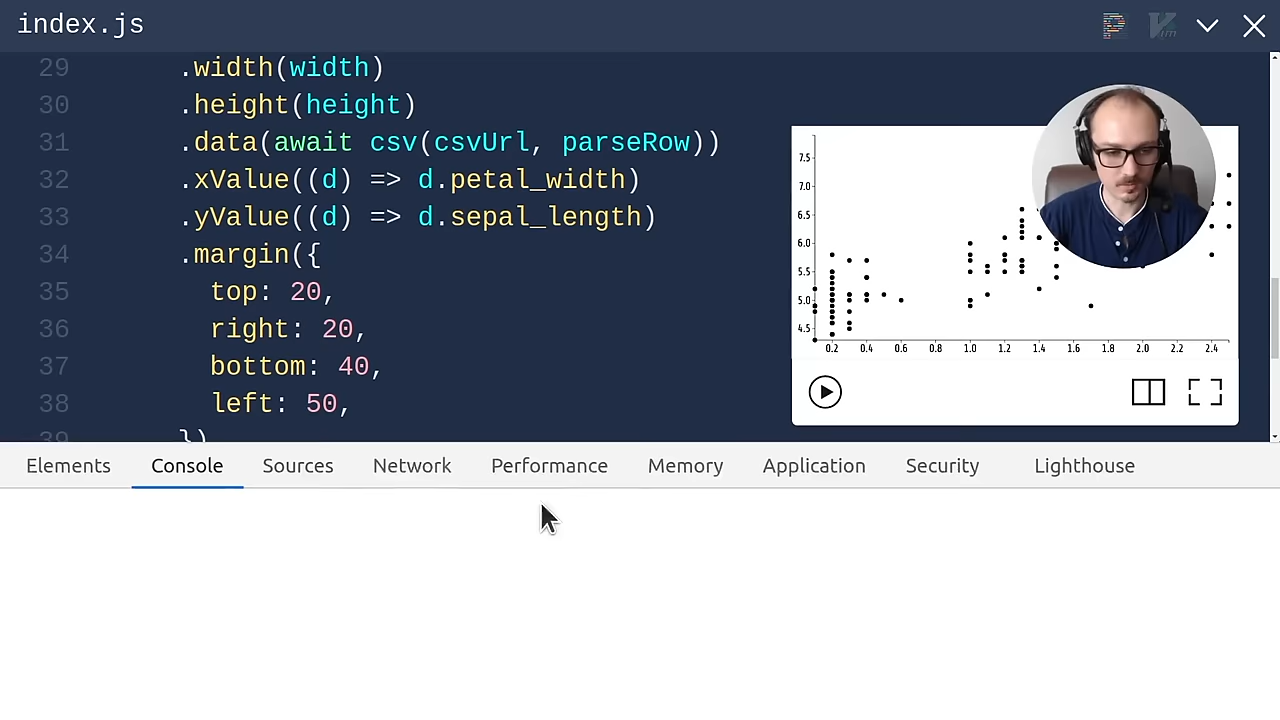 index.js
29 .width(width)
30 .height(height)
31 .data(await csv(csvUrl, parseRow))
32 .xValue((d) => d.petal_width)
33 .yValue((d) => d.sepal_length)
34 .margin({
35 top: 20,
36 right: 20,
37 bottom: 40,
38 left: 50,
39 })
7.5
7.0
6.5
6.0
5.5
5.0
4.5
0.2 0.4 0.6 0.8 1.0 1.2 1.4 1.6 1.8 2.0 2.2 2.4
Elements Console Sources Network Performance Memory Application Security Lighthouse